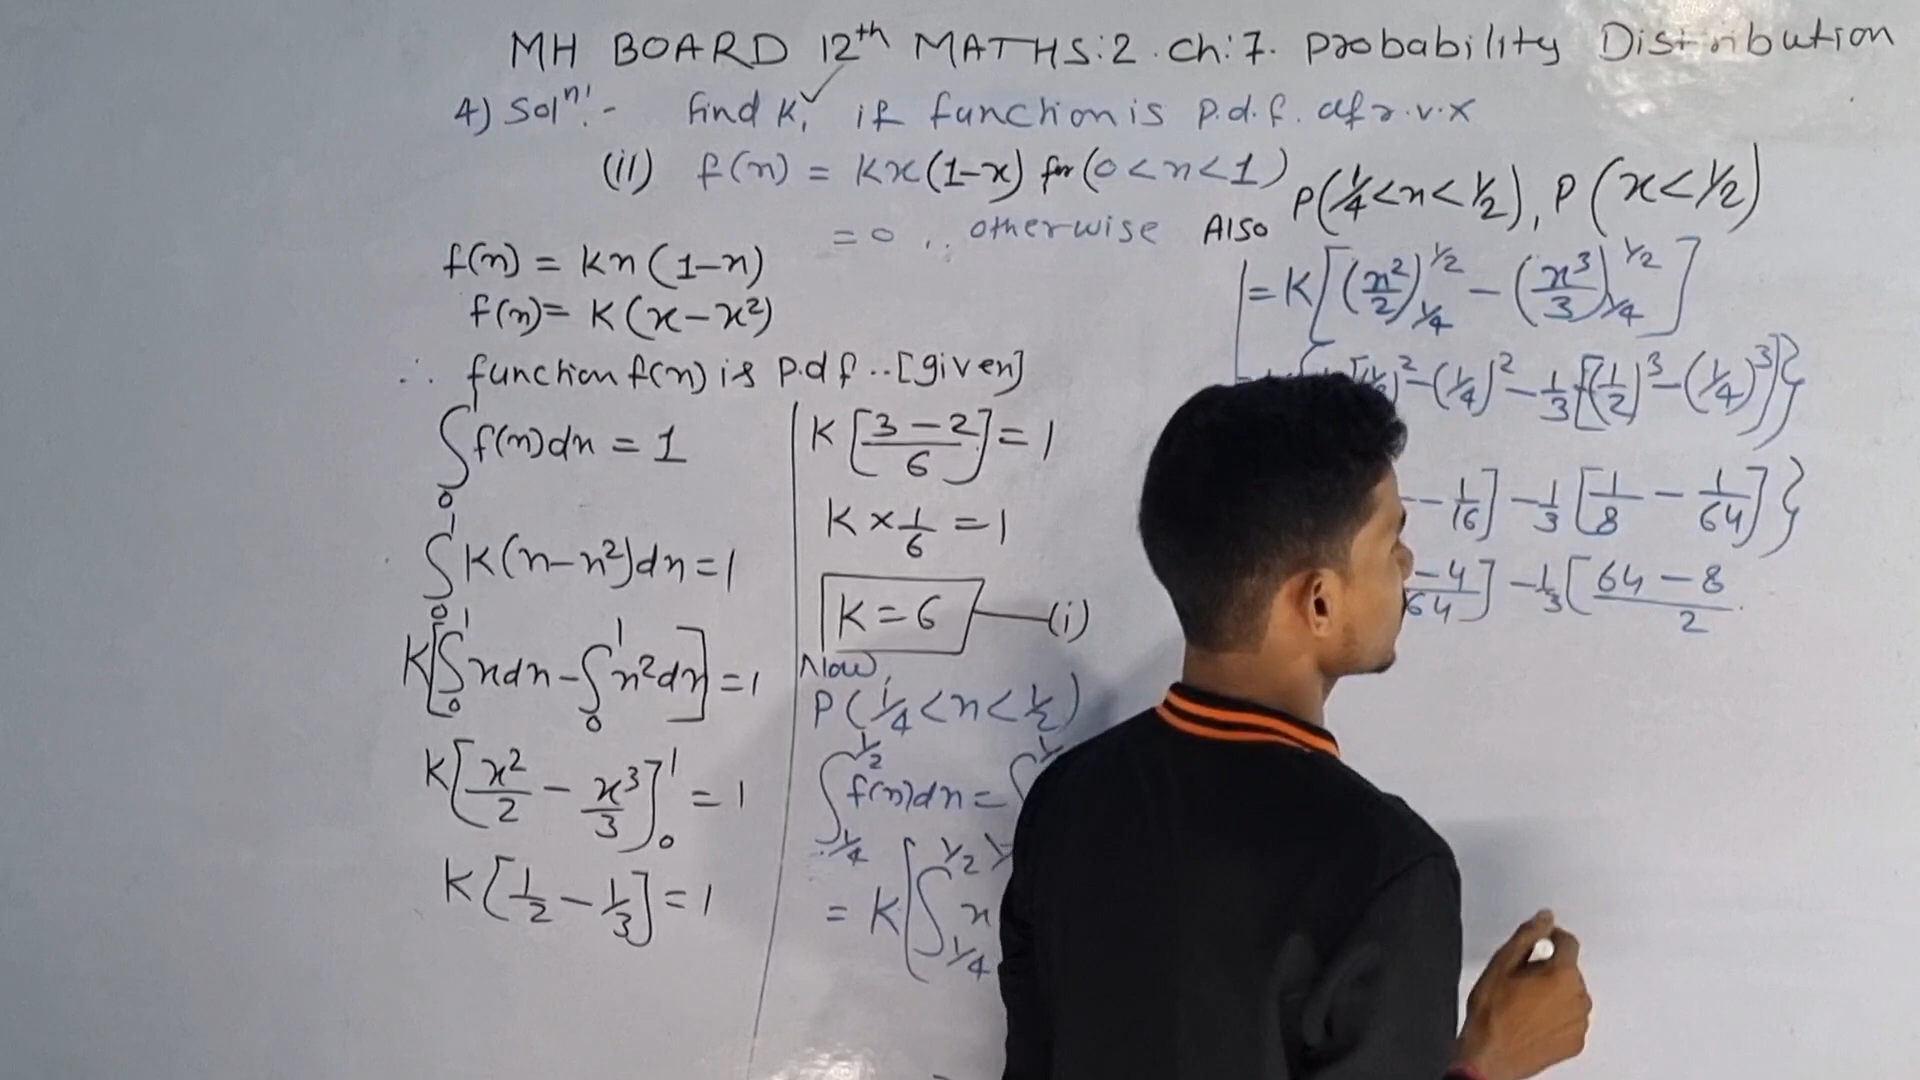 MH BOARD 12th MATHS:2. Ch:7. Probability Distribution
4) Solⁿ:- find K, ✓ if function is p.d.f. of r.v.x
(ii) f(x) = Kx(1-x) for (0<x<1)
= 0 .. otherwise Also P(1/4<x<1/2), P(x<1/2)
f(x) = Kx(1-x)
f(x) = K(x-x²)
∴ function f(x) is p.d.f .. [given]
∫₀¹ f(x)dx = 1
∫₀¹ K(x-x²)dx = 1
K[∫₀¹ xdx - ∫₀¹ x²dx] = 1
K[x²/2 - x³/3]₀¹ = 1
K[1/2 - 1/3] = 1
K[3-2/6] = 1
K × 1/6 = 1
K = 6 — (i)
Now,
P(1/4<x<1/2)
∫ 1/4 1/2 f(x)dx = ∫
= K[∫ 1/4 1/2 x
= K[(x²/2) 1/4 1/2 - (x³/3) 1/4 1/2]
² - (1/4)² - 1/3[(1/2)³ - (1/4)³]}
- 1/16] - 1/3[1/8 - 1/64]}
-4/64] - 1/3[64-8/2